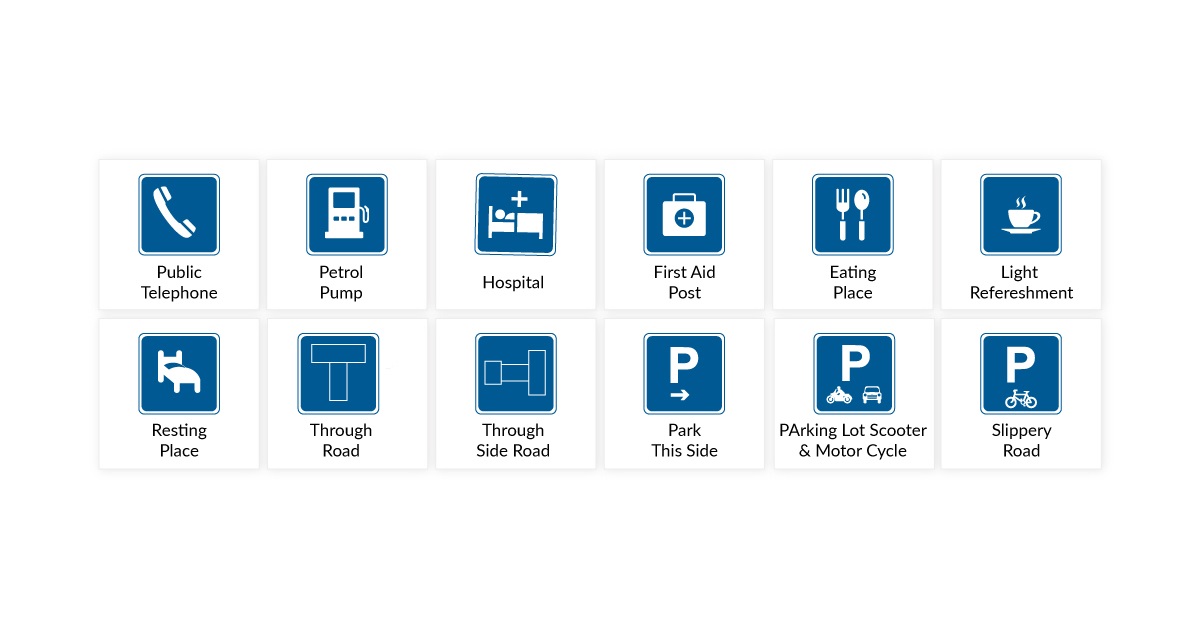 Public
Telephone
Petrol
Pump
Hospital
First Aid
Post
Eating
Place
Light
Refereshment
Resting
Place
Through
Road
Through
Side Road
P
Park
This Side
P
PArking Lot Scooter
& Motor Cycle
P
Slippery
Road